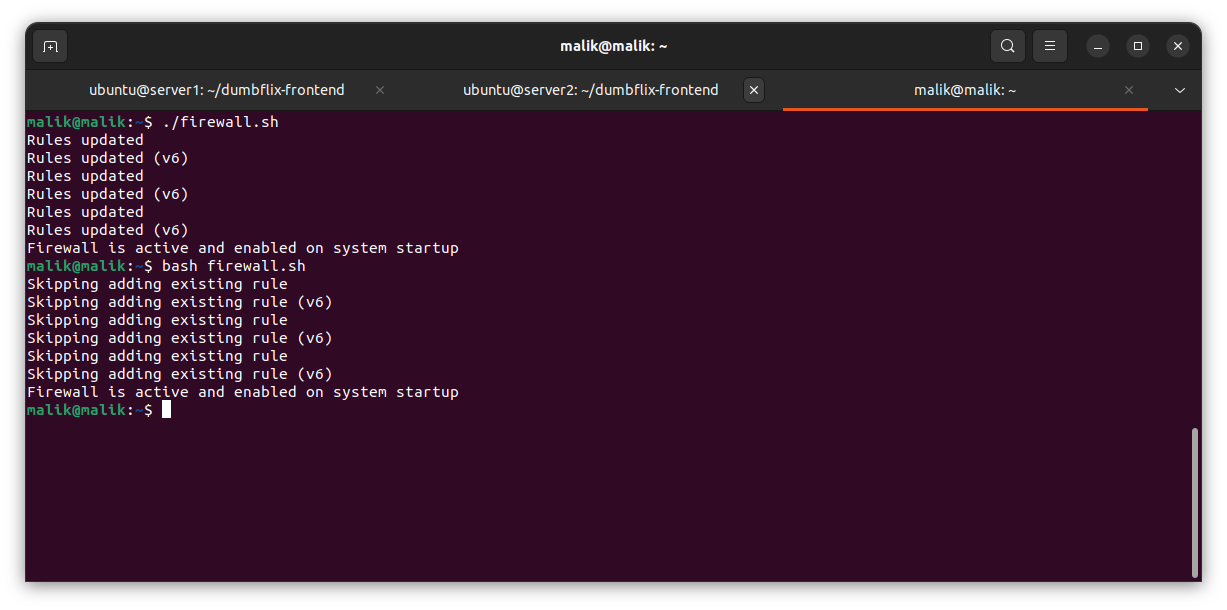 malik@malik: ~
ubuntu@server1: ~/dumbflix-frontend
ubuntu@server2: ~/dumbflix-frontend
malik@malik: ~
malik@malik:~$ ./firewall.sh
Rules updated
Rules updated (v6)
Rules updated
Rules updated (v6)
Rules updated
Rules updated (v6)
Firewall is active and enabled on system startup
malik@malik:~$ bash firewall.sh
Skipping adding existing rule
Skipping adding existing rule (v6)
Skipping adding existing rule
Skipping adding existing rule (v6)
Skipping adding existing rule
Skipping adding existing rule (v6)
Firewall is active and enabled on system startup
malik@malik:~$